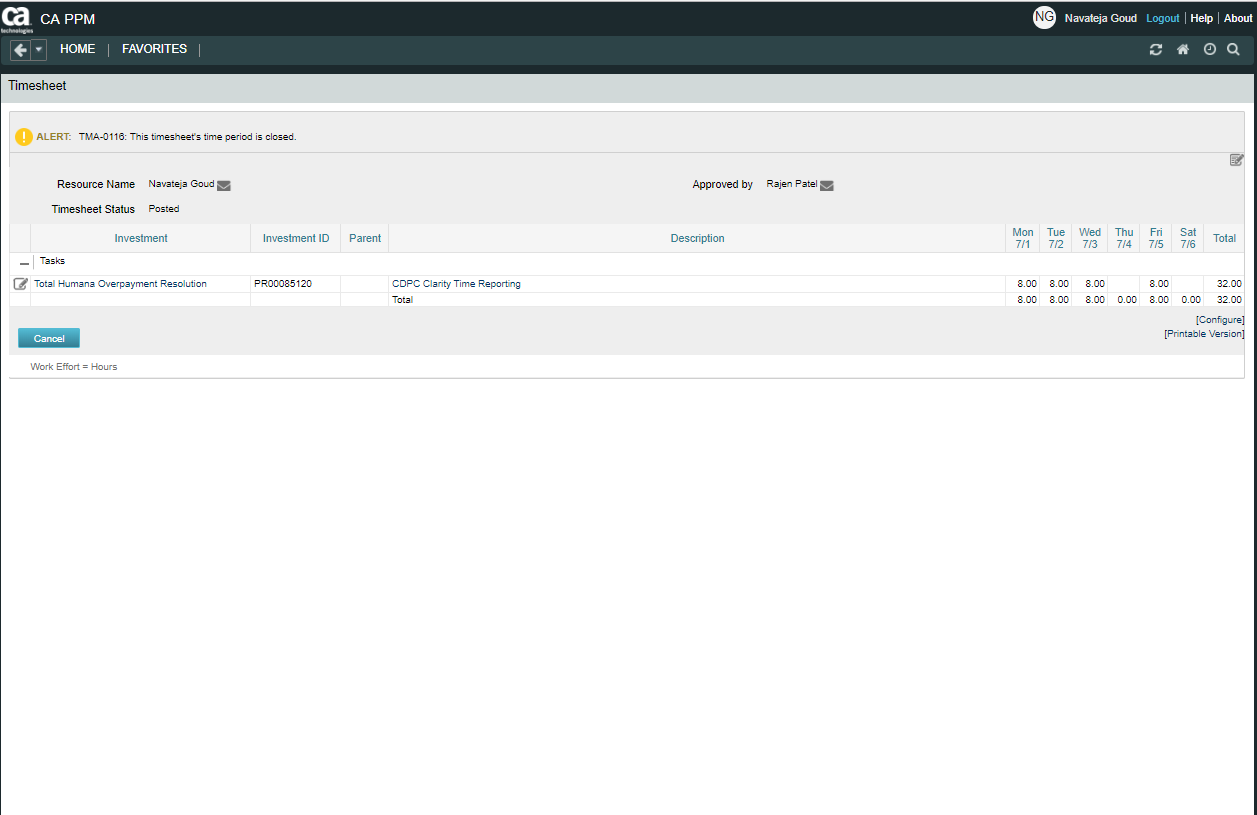 ca technologies CA PPM NG Navateja Goud Logout | Help | About
HOME | FAVORITES |
Timesheet
ALERT: TMA-0116: This timesheet's time period is closed.
Resource Name Navateja Goud Approved by Rajen Patel
Timesheet Status Posted
Investment Investment ID Parent Description Mon 7/1 Tue 7/2 Wed 7/3 Thu 7/4 Fri 7/5 Sat 7/6 Total
Tasks
Total Humana Overpayment Resolution PR00085120 CDPC Clarity Time Reporting 8.00 8.00 8.00 8.00 32.00
Total 8.00 8.00 8.00 0.00 8.00 0.00 32.00
[Configure]
Cancel [Printable Version]
Work Effort = Hours